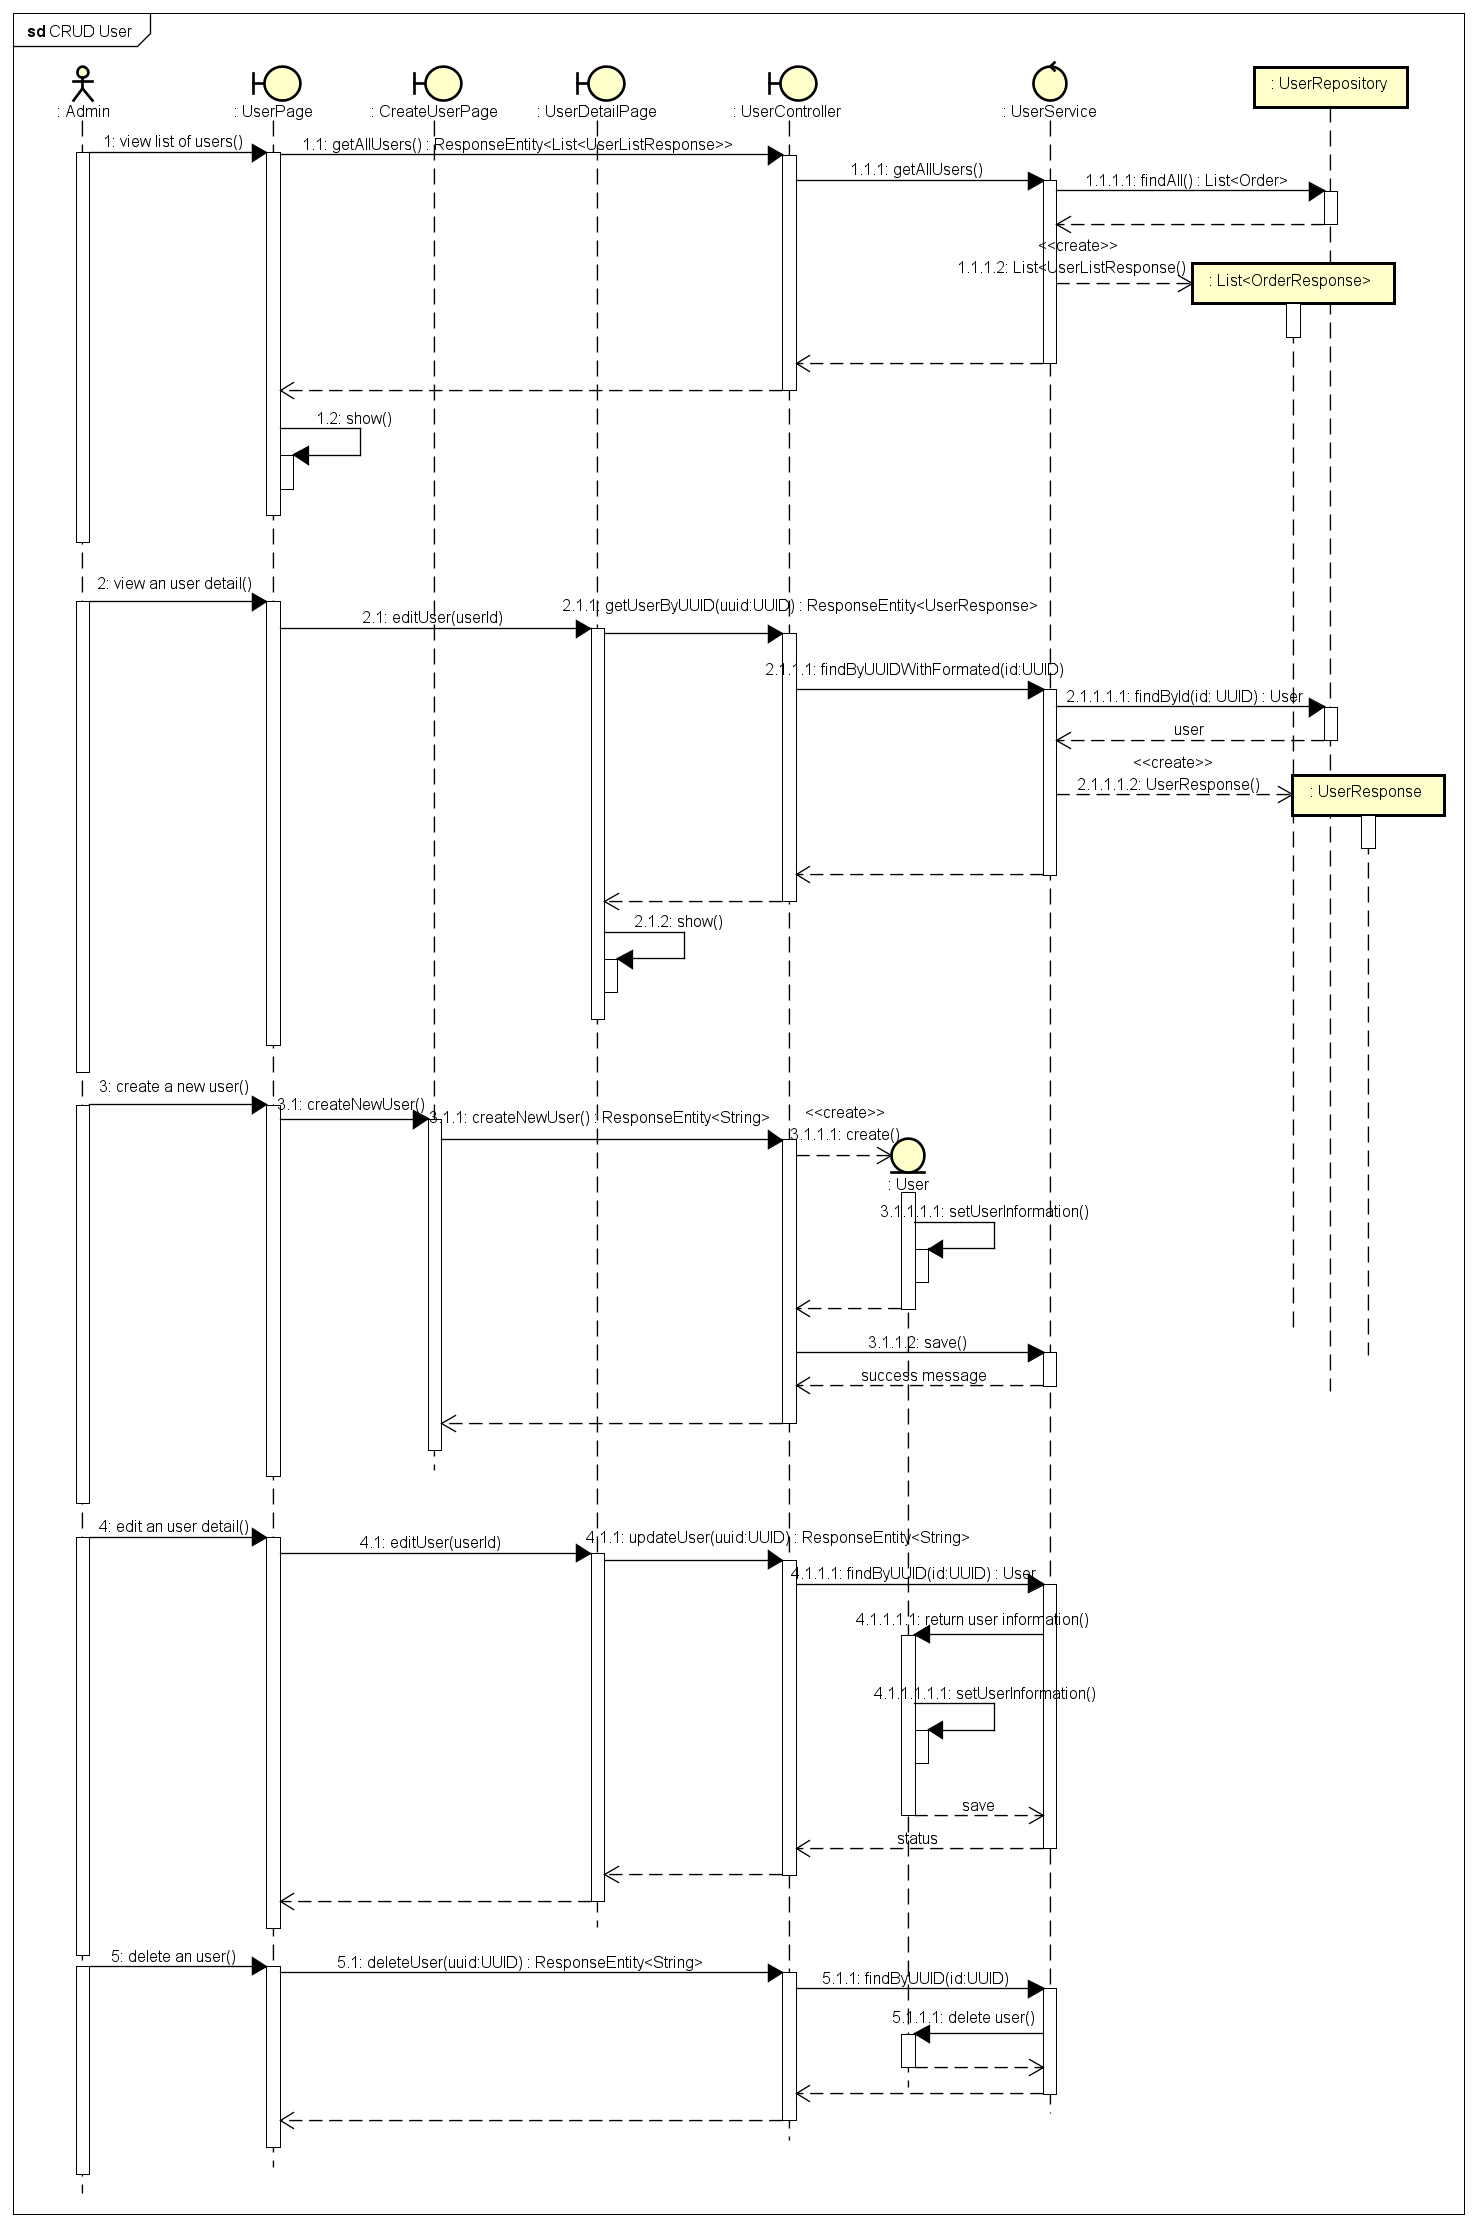 sd CRUD User
: Admin
: UserPage
: CreateUserPage
: UserDetailPage
: UserController
: UserService
: UserRepository
1: view list of users()
1.1: getAllUsers() : ResponseEntity<List<UserListResponse>>
1.1.1: getAllUsers()
1.1.1.1: findAll() : List<Order>
<<create>>
1.1.1.2: List<UserListResponse()
: List<OrderResponse>
1.2: show()
2: view an user detail()
2.1: editUser(userId)
2.1.1: getUserByUUID(uuid:UUID) : ResponseEntity<UserResponse>
2.1.1.1: findByUUIDWithFormated(id:UUID)
2.1.1.1.1: findById(id: UUID) : User
user
<<create>>
2.1.1.1.2: UserResponse()
: UserResponse
2.1.2: show()
3: create a new user()
3.1: createNewUser()
3.1.1: createNewUser() : ResponseEntity<String>
<<create>>
3.1.1.1: create()
: User
3.1.1.1.1: setUserInformation()
3.1.1.2: save()
success message
4: edit an user detail()
4.1: editUser(userId)
4.1.1: updateUser(uuid:UUID) : ResponseEntity<String>
4.1.1.1: findByUUID(id:UUID) : User
4.1.1.1.1: return user information()
4.1.1.1.1.1: setUserInformation()
save
status
5: delete an user()
5.1: deleteUser(uuid:UUID) : ResponseEntity<String>
5.1.1: findByUUID(id:UUID)
5.1.1.1: delete user()